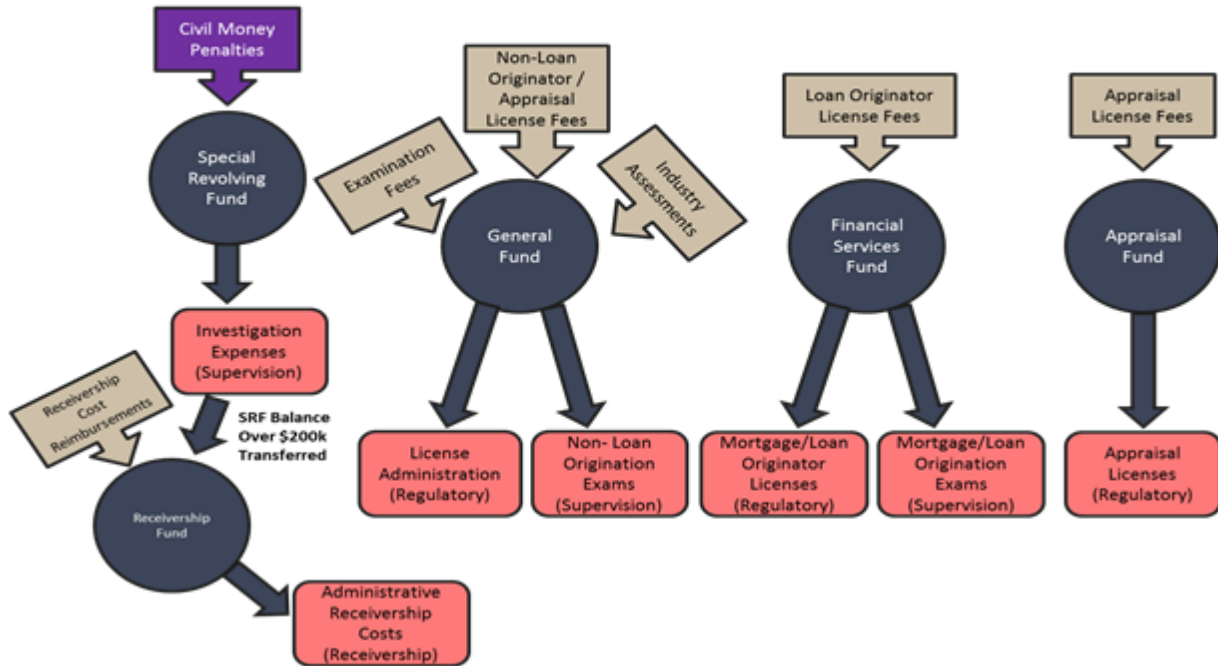 Civil Money
Penalties
Non-Loan
Originator /
Appraisal
License Fees
Loan Originator
License Fees
Appraisal
License Fees
Examination
Fees
Industry
Assessments
Special
Revolving
Fund
General
Fund
Financial
Services
Fund
Appraisal
Fund
Investigation
Expenses
(Supervision)
Receivership
Cost
Reimbursements
SRF Balance
Over $200k
Transferred
License
Administration
(Regulatory)
Non- Loan
Origination
Exams
(Supervision)
Mortgage/Loan
Originator
Licenses
(Regulatory)
Mortgage/Loan
Origination
Exams
(Supervision)
Appraisal
Licenses
(Regulatory)
Receivership
Fund
Administrative
Receivership
Costs
(Receivership)